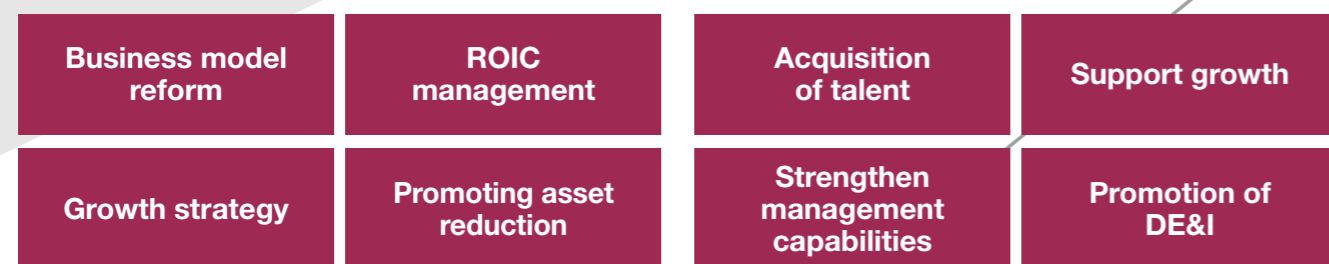 Business model
reform
ROIC
management
Acquisition
of talent
Support growth
Growth strategy
Promoting asset
reduction
Strengthen
management
capabilities
Promotion of
DE&I